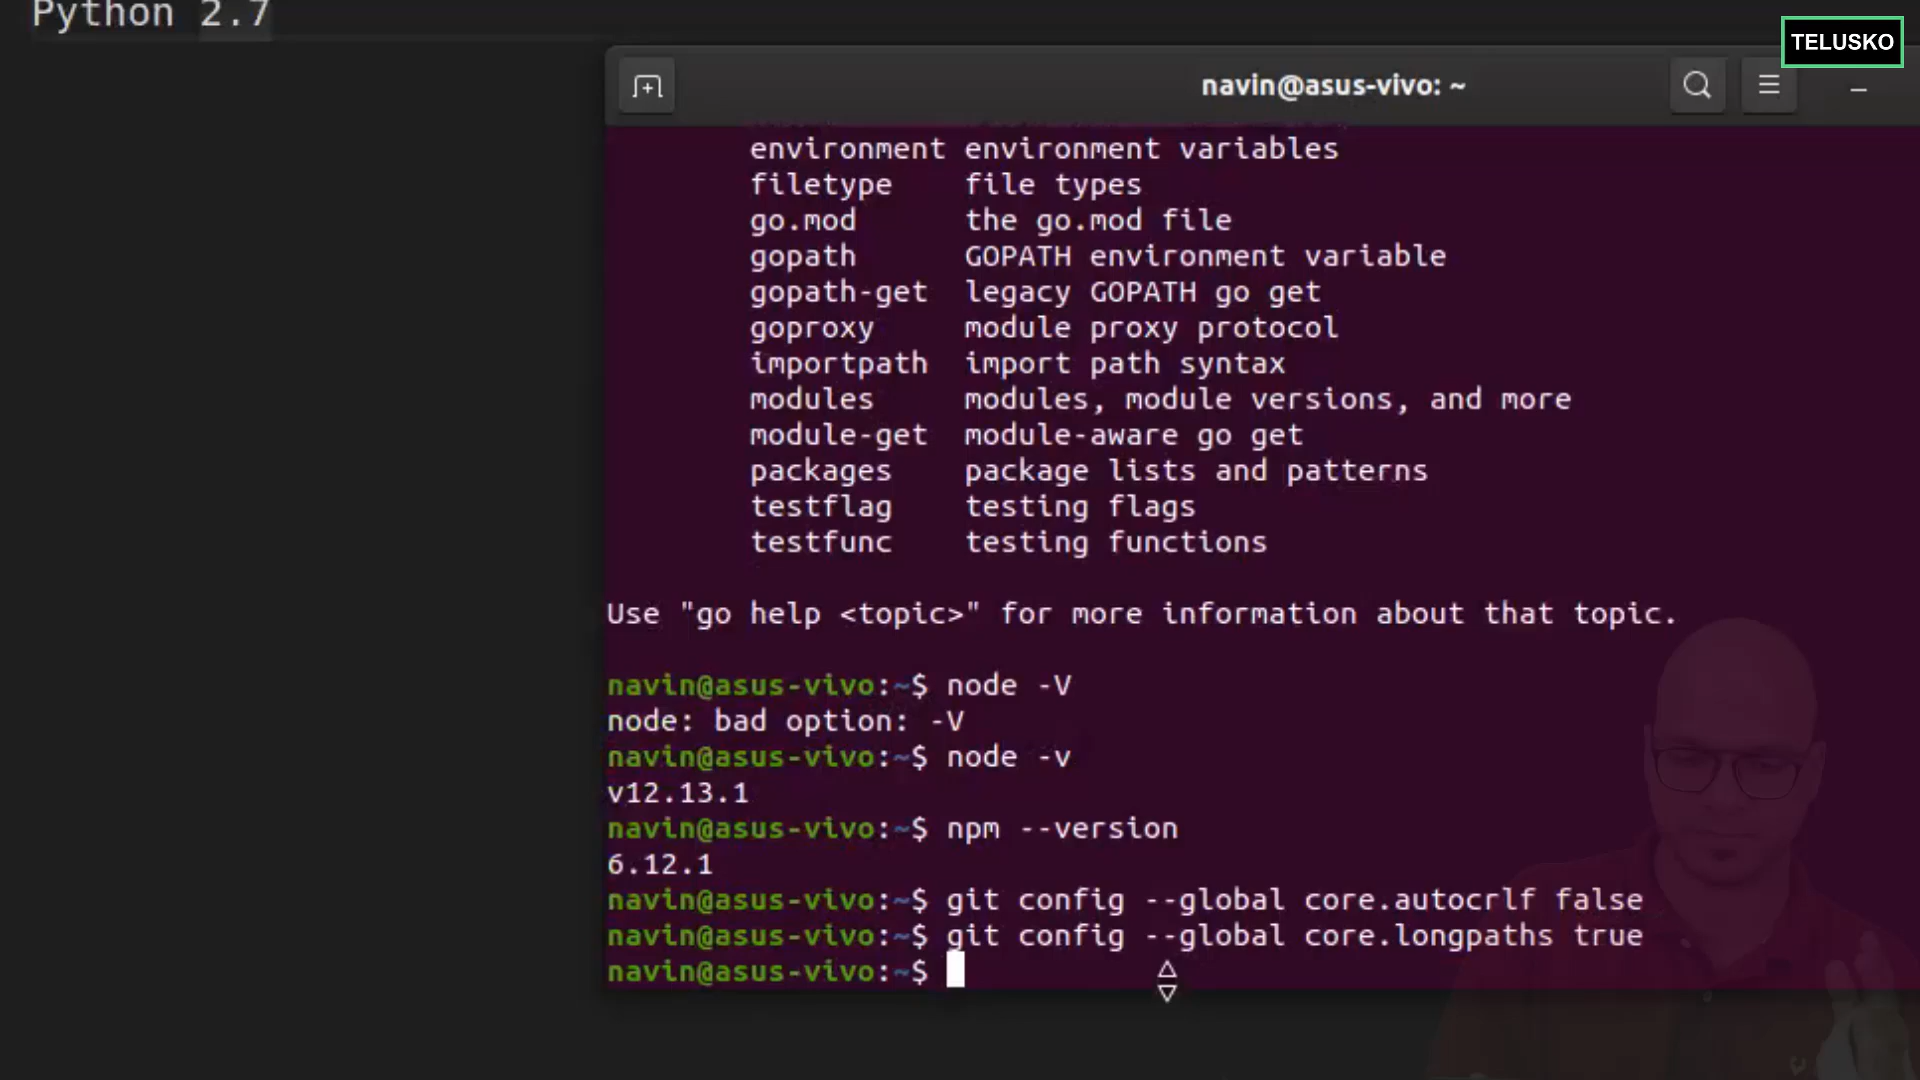 Python 2.7
TELUSKO
navin@asus-vivo: ~
environment environment variables
filetype file types
go.mod the go.mod file
gopath GOPATH environment variable
gopath-get legacy GOPATH go get
goproxy module proxy protocol
importpath import path syntax
modules modules, module versions, and more
module-get module-aware go get
packages package lists and patterns
testflag testing flags
testfunc testing functions
Use "go help <topic>" for more information about that topic.
navin@asus-vivo:~$ node -V
node: bad option: -V
navin@asus-vivo:~$ node -v
v12.13.1
navin@asus-vivo:~$ npm --version
6.12.1
navin@asus-vivo:~$ git config --global core.autocrlf false
navin@asus-vivo:~$ git config --global core.longpaths true
navin@asus-vivo:~$